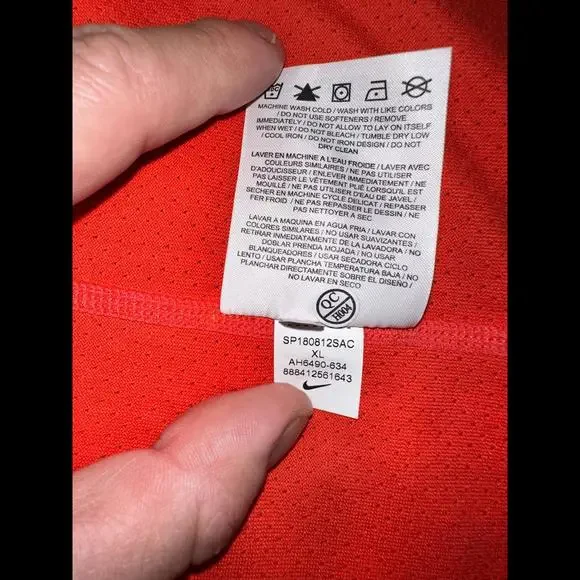 MACHINE WASH COLD / WASH WITH LIKE COLORS
/ DO NOT USE SOFTENERS / REMOVE
IMMEDIATELY / DO NOT ALLOW TO LAY ON ITSELF
WHEN WET / DO NOT BLEACH / TUMBLE DRY LOW
/ COOL IRON / DO NOT IRON DESIGN / DO NOT
DRY CLEAN
LAVER EN MACHINE A L'EAU FROIDE / LAVER AVEC
COULEURS SIMILAIRES / NE PAS UTILISER
D'ADOUCISSEUR / ENLEVER IMMEDIATEMENT / NE
PAS LAISSER LE VÊTEMENT PLIÉ LORSQU'IL EST
MOUILLÉ / NE PAS UTILISER D'EAU DE JAVEL /
SECHER EN MACHINE CYCLE DELICAT / REPASSER
FER FROID / NE PAS REPASSER LE DESSIN / NE
PAS NETTOYER A SEC
LAVAR A MAQUINA EN AGUA FRIA / LAVAR CON
COLORES SIMILARES / NO USAR SUAVIZANTES /
RETIRAR INMEDIATAMENTE DE LA LAVADORA / NO
DOBLAR PRENDA MOJADA / NO USAR
BLANQUEADORES / USAR SECADORA CICLO
LENTO / USAR PLANCHA TEMPERATURA BAJA / NO
PLANCHAR DIRECTAMENTE SOBRE EL DISEÑO /
NO LAVAR EN SECO
QC
H004
SP180812SAC
XL
AH6490-634
888412561643